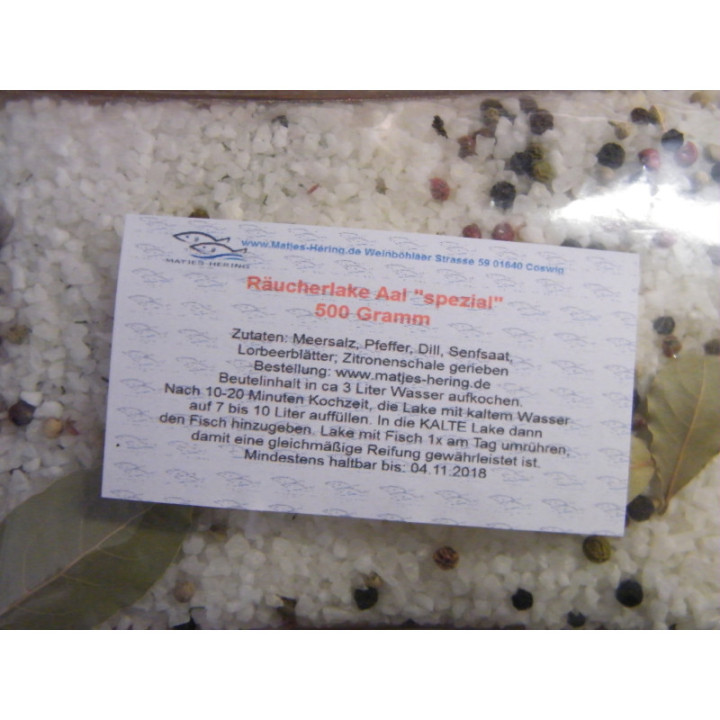 www.Matjes-Hering.de Weinböhlaer Strasse 59 01640 Coswig
MATJES-HERING
Räucherlake Aal "spezial"
500 Gramm
Zutaten: Meersalz, Pfeffer, Dill, Senfsaat,
Lorbeerblätter, Zitronenschale gerieben
Bestellung: www.matjes-hering.de
Beutelinhalt in ca 3 Liter Wasser aufkochen.
Nach 10-20 Minuten Kochzeit, die Lake mit kaltem Wasser
auf 7 bis 10 Liter auffüllen. In die KALTE Lake dann
den Fisch hinzugeben. Lake mit Fisch 1x am Tag umrühren,
damit eine gleichmäßige Reifung gewährleistet ist.
Mindestens haltbar bis: 04.11.2018